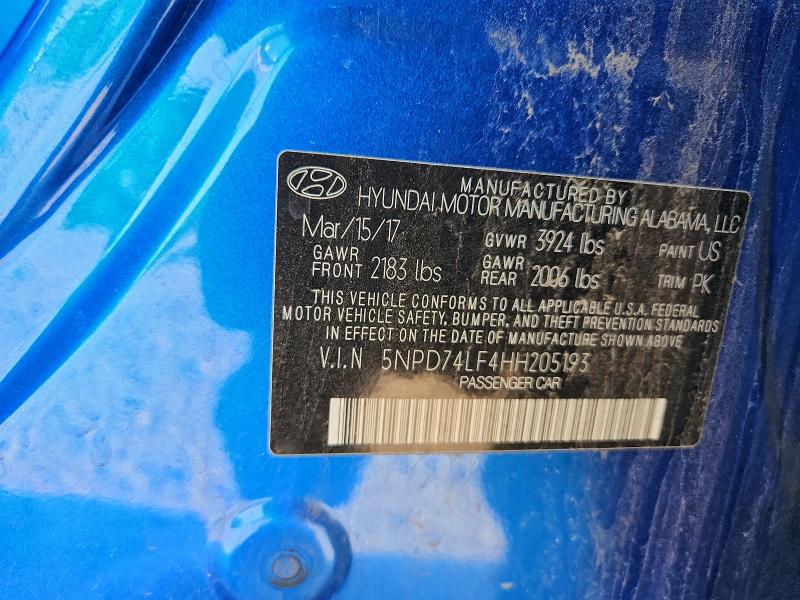 MANUFACTURED BY
HYUNDAI MOTOR MANUFACTURING ALABAMA, LLC
Mar/15/17 GVWR 3924 lbs PAINT US
GAWR FRONT 2183 lbs GAWR REAR 2006 lbs TRIM PK
THIS VEHICLE CONFORMS TO ALL APPLICABLE U.S.A. FEDERAL
MOTOR VEHICLE SAFETY, BUMPER, AND THEFT PREVENTION STANDARDS
IN EFFECT ON THE DATE OF MANUFACTURE SHOWN ABOVE.
V.I.N 5NPD74LF4HH205193
PASSENGER CAR